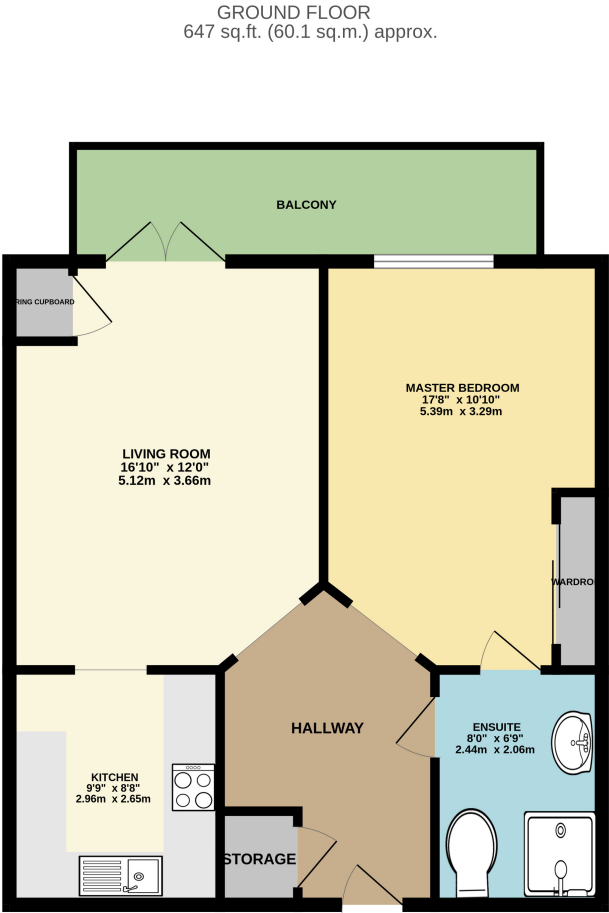 GROUND FLOOR
647 sq.ft. (60.1 sq.m.) approx.
BALCONY
RING CUPBOARD
MASTER BEDROOM
17'8" x 10'10"
5.39m x 3.29m
LIVING ROOM
16'10" x 12'0"
5.12m x 3.66m
WARDRO
HALLWAY
ENSUITE
8'0" x 6'9"
2.44m x 2.06m
KITCHEN
9'9" x 8'8"
2.96m x 2.65m
STORAGE